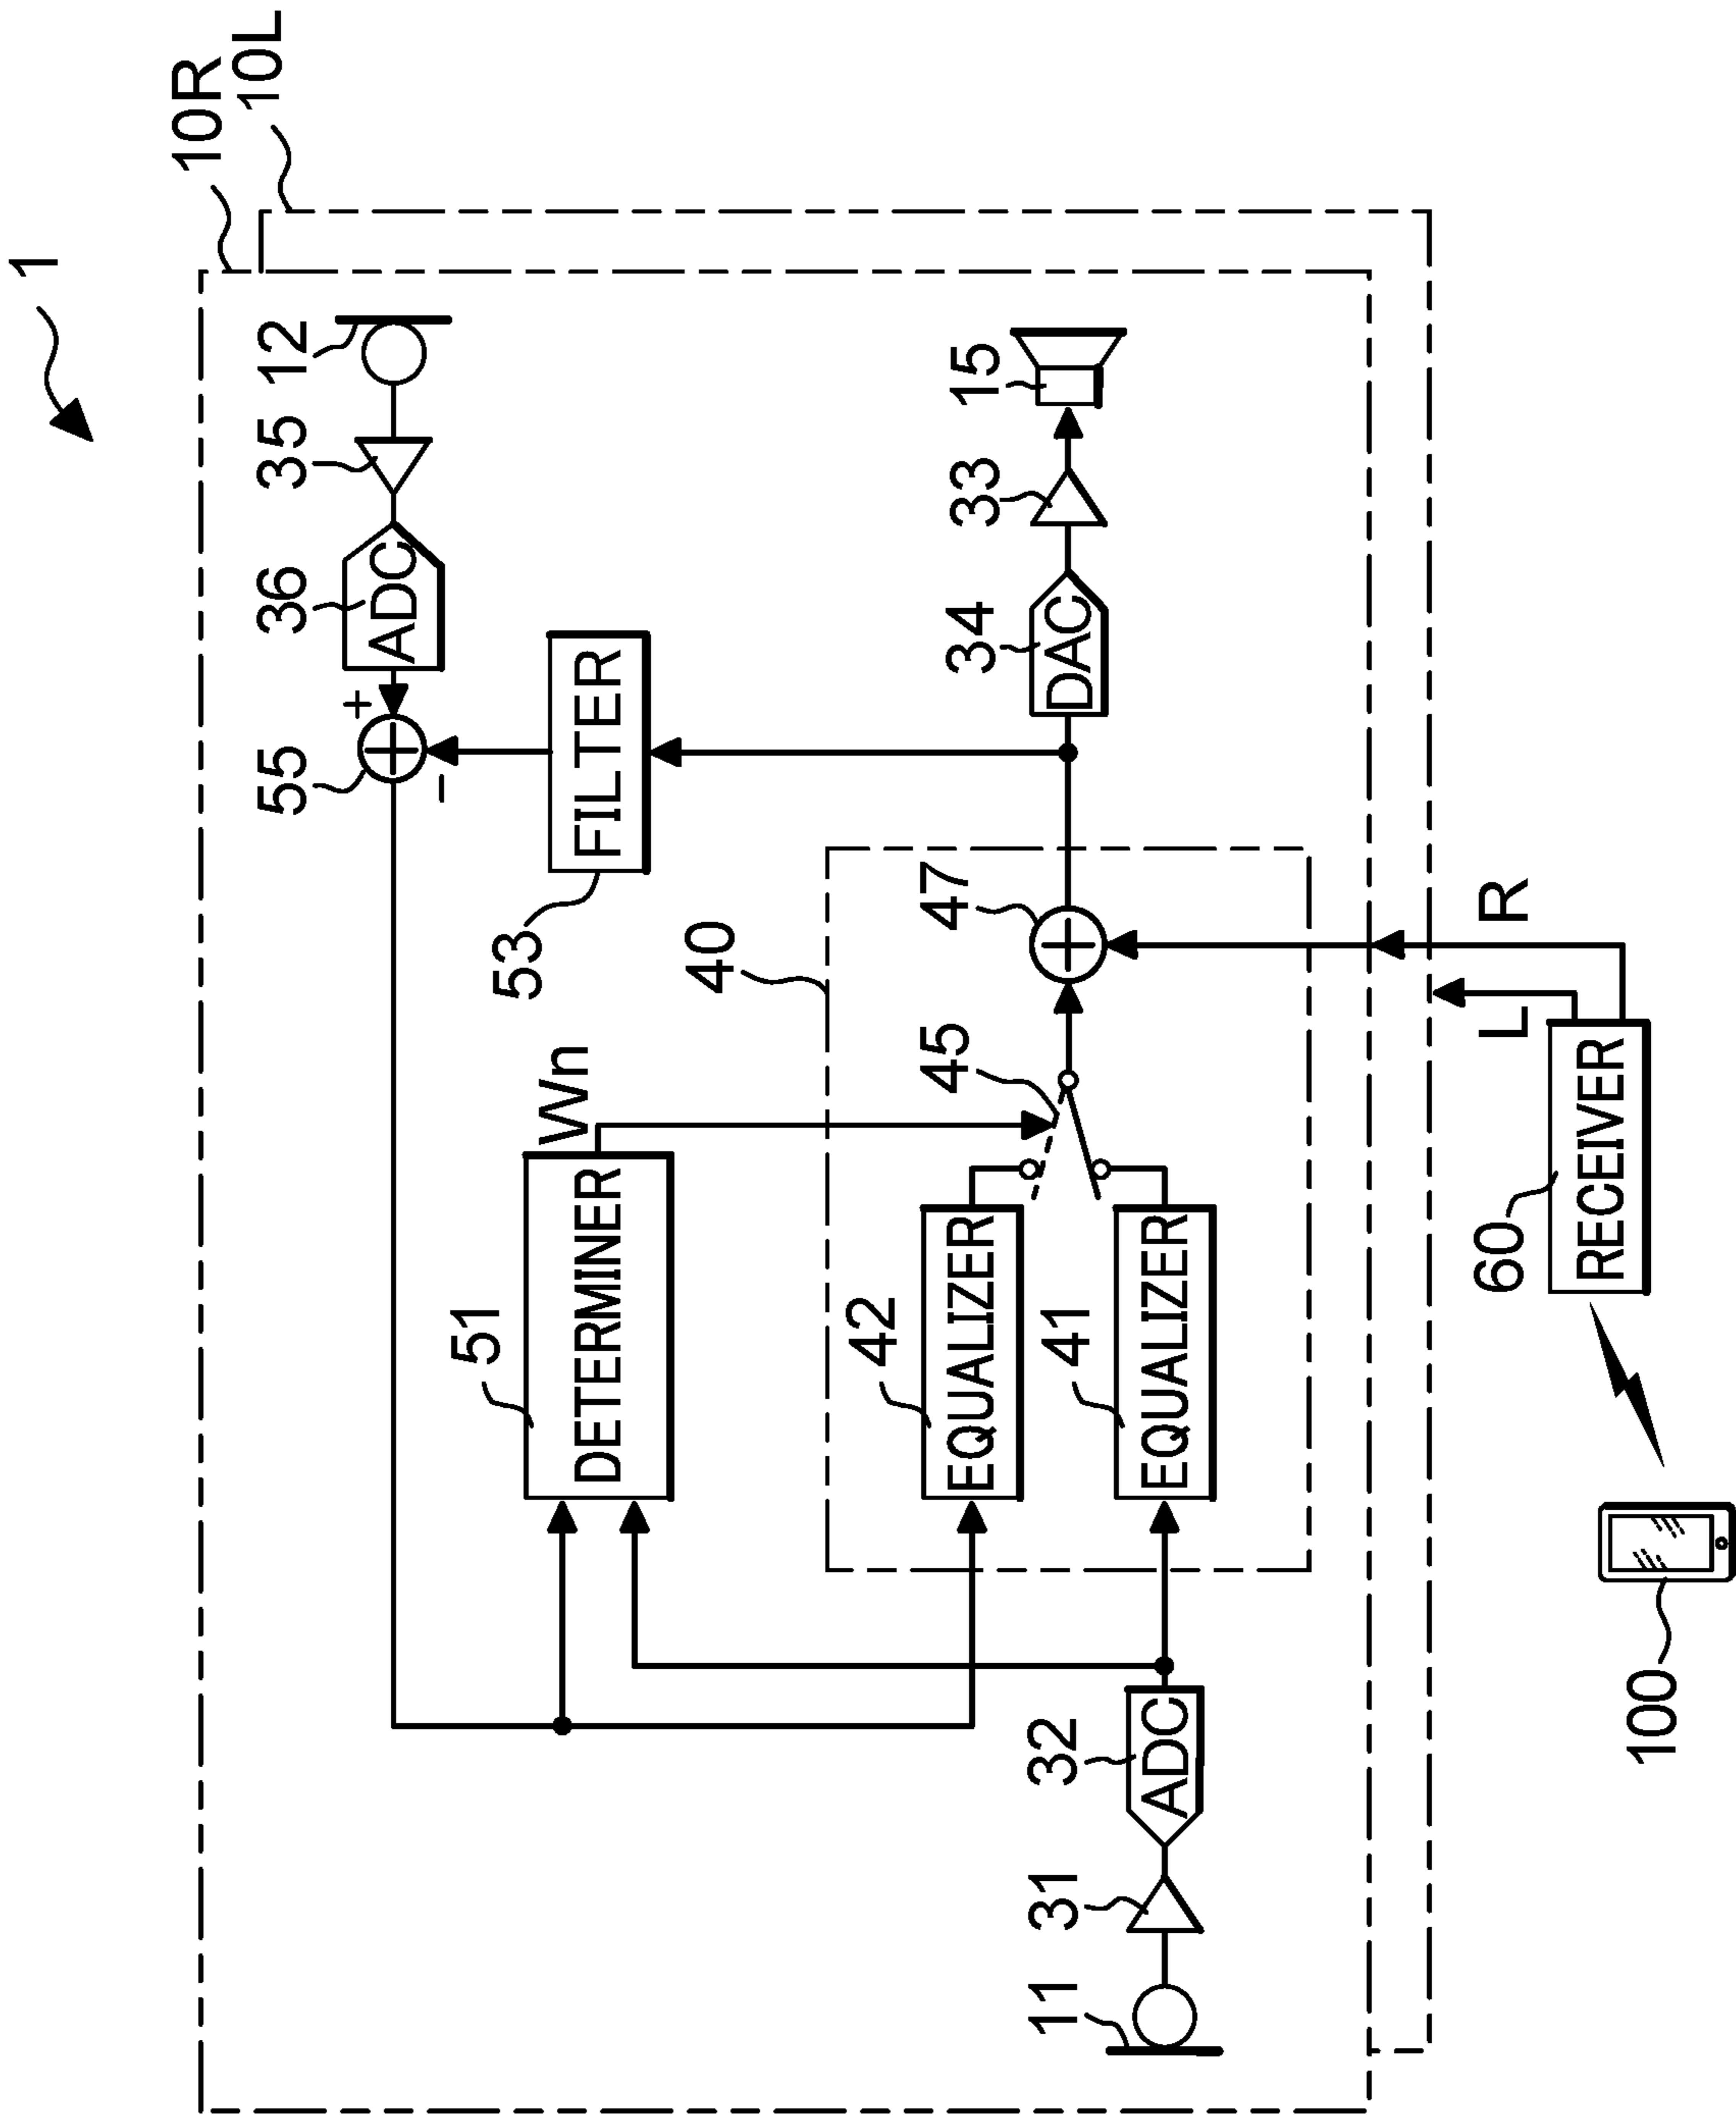 1
10R
10L
12
35
36
ADC
+
55
-
FILTER
53
15
33
34
DAC
47
40
45
Wn
DETERMINER
51
EQUALIZER
42
EQUALIZER
41
ADC
32
31
11
R
L
RECEIVER
60
100